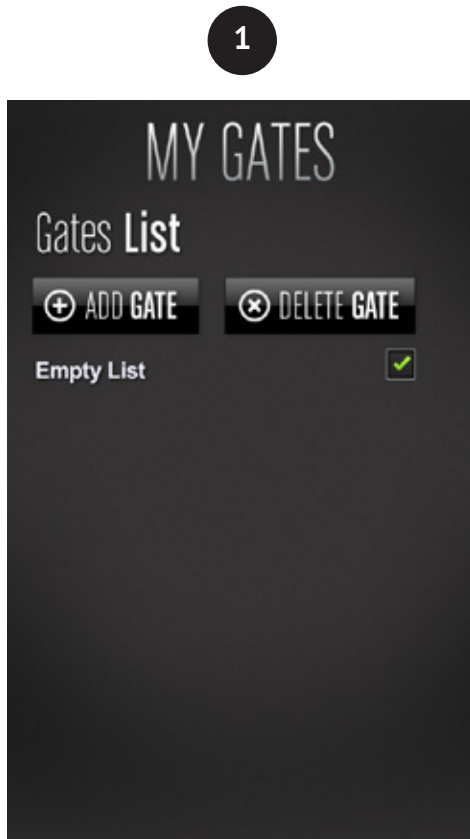 1
MY GATES
Gates List
ADD GATE
DELETE GATE
Empty List